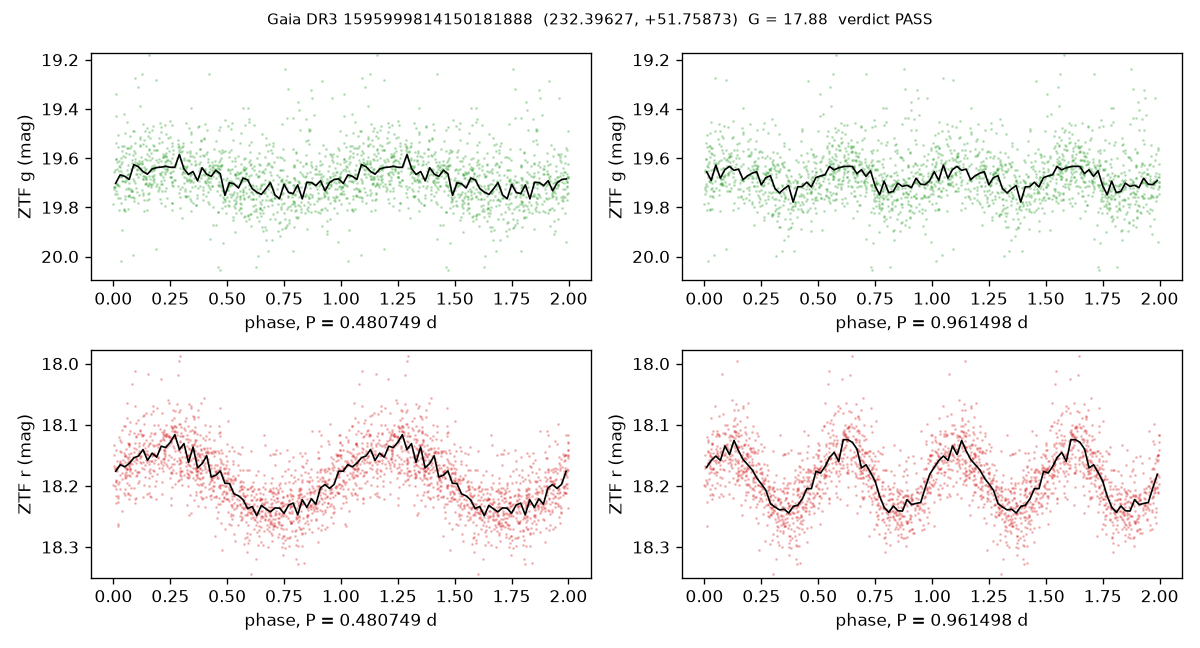 Gaia DR3 1595999814150181888 (232.39627, +51.75873) G = 17.88 verdict PASS
ZTF g (mag)
19.2
19.4
19.6
19.8
20.0
0.00 0.25 0.50 0.75 1.00 1.25 1.50 1.75 2.00
phase, P = 0.480749 d
ZTF g (mag)
19.2
19.4
19.6
19.8
20.0
0.00 0.25 0.50 0.75 1.00 1.25 1.50 1.75 2.00
phase, P = 0.961498 d
ZTF r (mag)
18.0
18.1
18.2
18.3
0.00 0.25 0.50 0.75 1.00 1.25 1.50 1.75 2.00
phase, P = 0.480749 d
ZTF r (mag)
18.0
18.1
18.2
18.3
0.00 0.25 0.50 0.75 1.00 1.25 1.50 1.75 2.00
phase, P = 0.961498 d